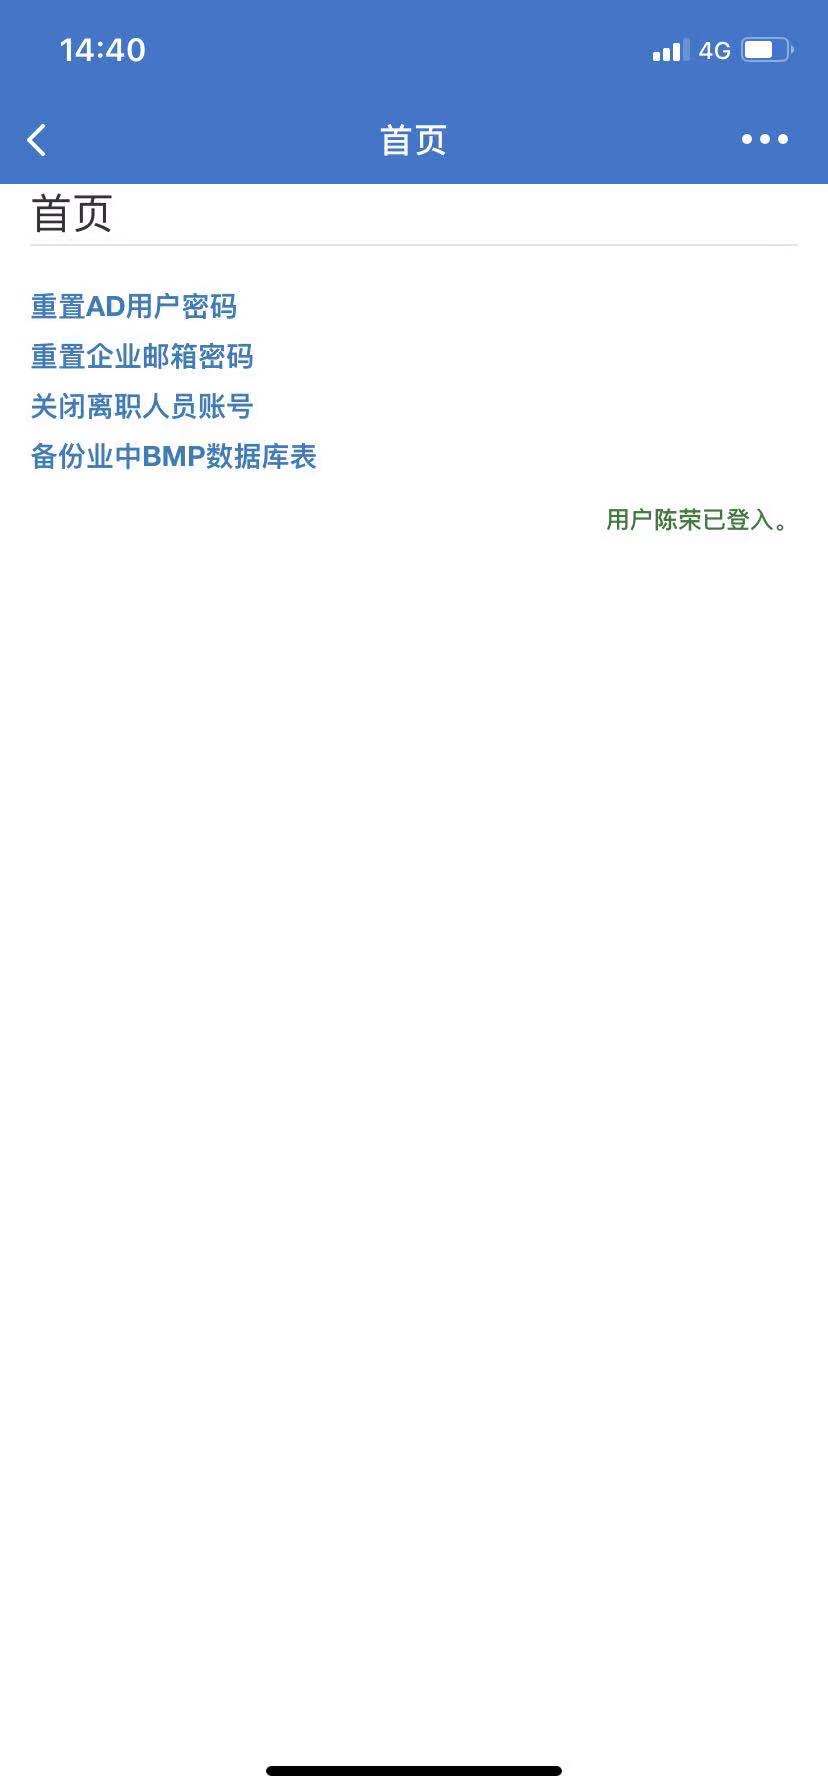 14:40 4G
首页
首页
重置AD用户密码
重置企业邮箱密码
关闭离职人员账号
备份业中BMP数据库表
用户陈荣已登入。